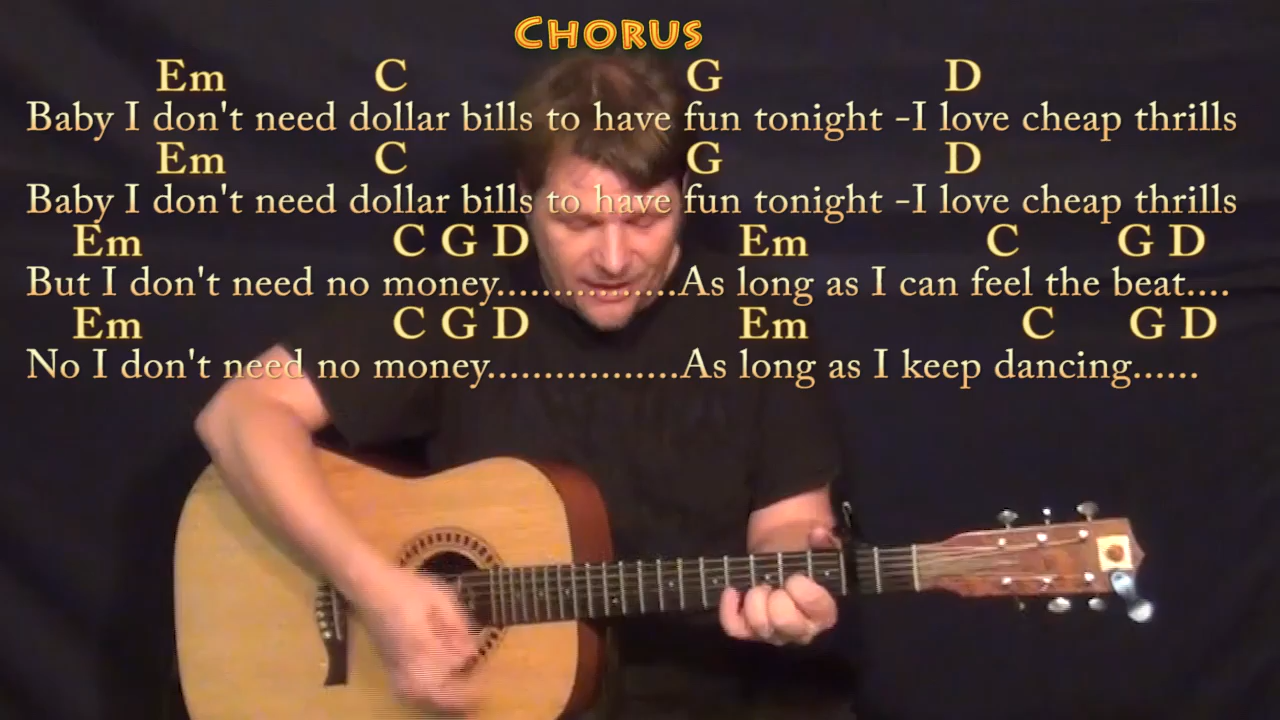 CHORUS
Em C G D
Baby I don't need dollar bills to have fun tonight -I love cheap thrills
Em C G D
Baby I don't need dollar bills to have fun tonight -I love cheap thrills
Em C G D Em C G D
But I don't need no money................As long as I can feel the beat....
Em C G D Em C G D
No I don't need no money.................As long as I keep dancing......